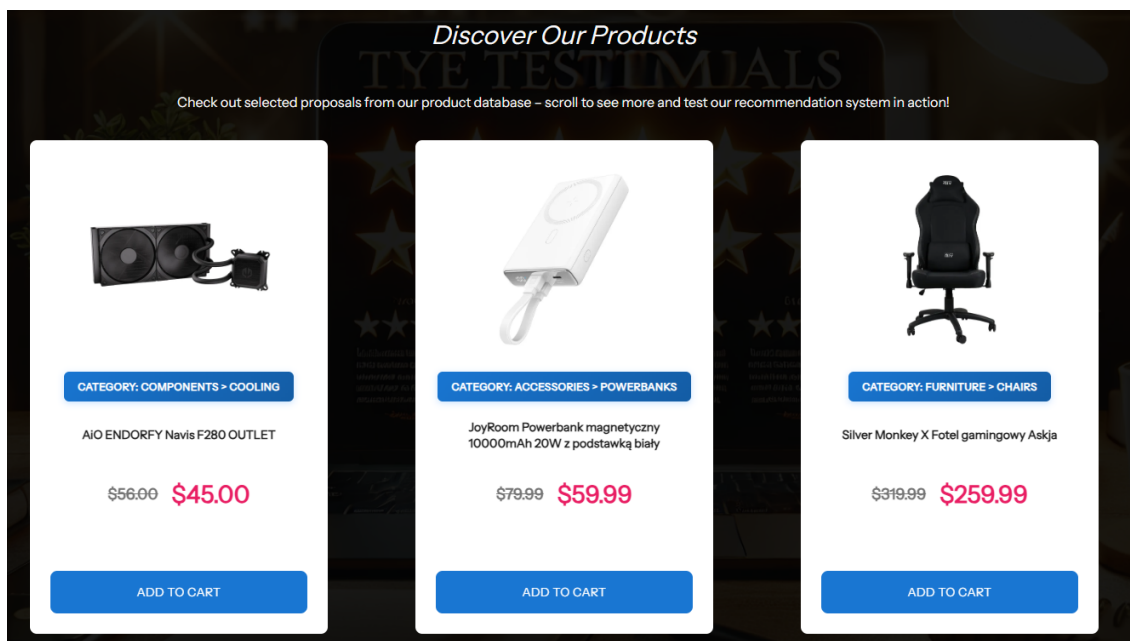 Discover Our Products
TYE TESTIMJALS
Check out selected proposals from our product database – scroll to see more and test our recommendation system in action!
CATEGORY: COMPONENTS > COOLING
AiO ENDORFY Navis F280 OUTLET
$56.00 $45.00
ADD TO CART
CATEGORY: ACCESSORIES > POWERBANKS
JoyRoom Powerbank magnetyczny
10000mAh 20W z podstawką biały
$79.99 $59.99
ADD TO CART
CATEGORY: FURNITURE > CHAIRS
Silver Monkey X Fotel gamingowy Askja
$319.99 $259.99
ADD TO CART